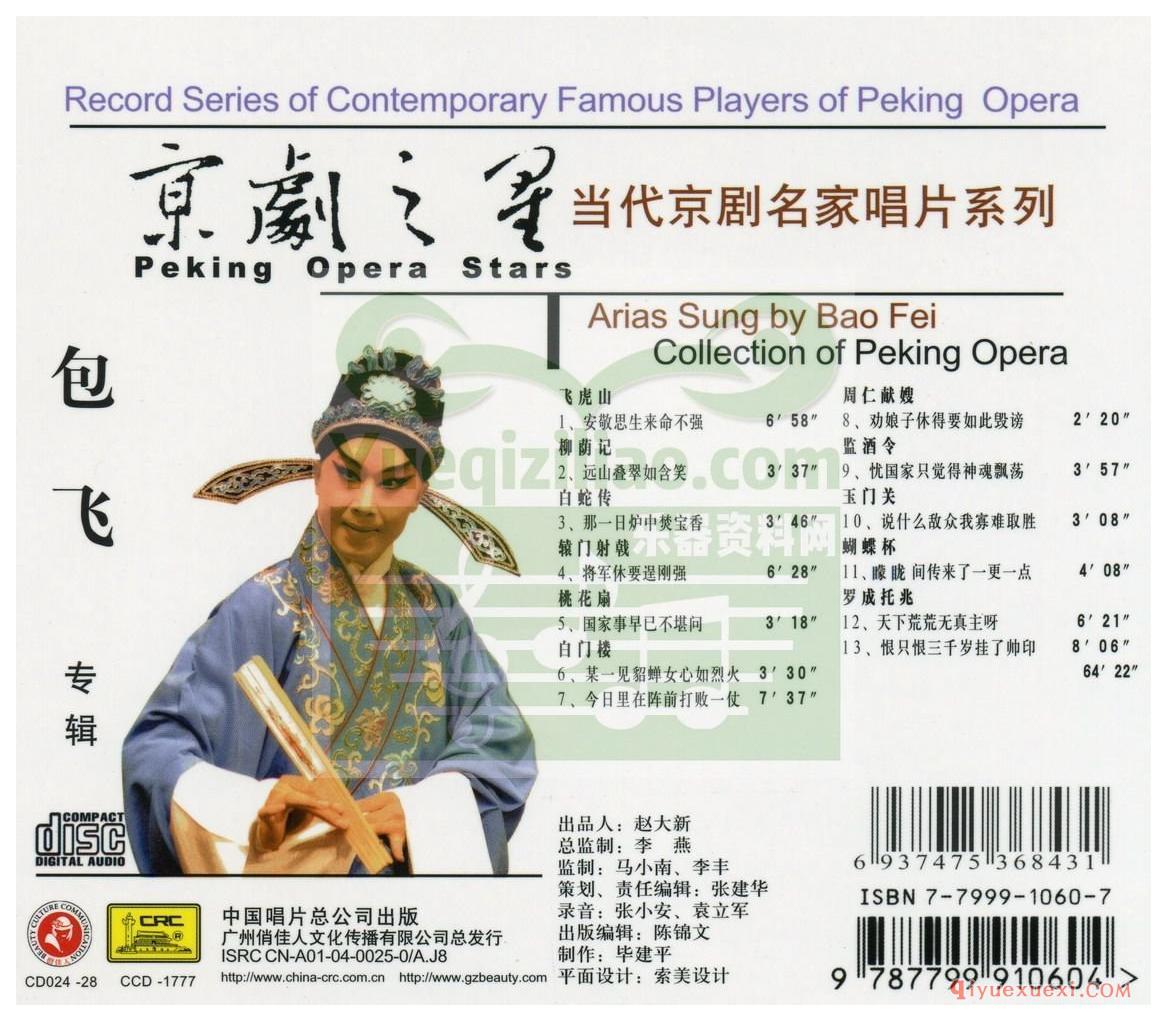 Record Series of Contemporary Famous Players of Peking Opera
京劇之星
当代京剧名家唱片系列
Peking Opera Stars
Arias Sung by Bao Fei
Collection of Peking Opera
包飞
专辑
飞虎山
1、安敬思生来命不强 6′58″
柳荫记
2、远山叠翠如含笑 3′37″
白蛇传
3、那一日炉中焚宝香 3′46″
辕门射戟
4、将军休要逞刚强 6′28″
桃花扇
5、国家事早已不堪问 3′18″
白门楼
6、某一见貂蝉女心如烈火 3′30″
7、今日里在阵前打败一仗 7′37″
周仁献嫂
8、劝娘子休得要如此毁谤 2′20″
监酒令
9、忧国家只觉得神魂飘荡 3′57″
玉门关
10、说什么敌众我寡难取胜 3′08″
蝴蝶杯
11、朦胧 间传来了一更一点 4′08″
罗成托兆
12、天下荒荒无真主呀 6′21″
13、恨只恨三千岁挂了帅印 8′06″
64′22″
Yueqiziliao.com
乐器资料网
COMPACT
disc
DIGITAL AUDIO
出品人：赵大新
总监制：李 燕
监制：马小南、李丰
策划、责任编辑：张建华
录音：张小安、袁立军
出版编辑：陈锦文
制作：毕建平
平面设计：索美设计
6 937475 368431
ISBN 7-7999-1060-7
9 787799 910604 >
BEAUTY CULTURE COMMUNICATION
俏佳人文化
CRC
®
中国唱片总公司出版
广州俏佳人文化传播有限公司总发行
ISRC CN-A01-04-0025-0/A.J8
CD024 -28
CCD -1777
http://www.china-crc.com.cn http://www.gzbeauty.com
qiyuexuexi.COM